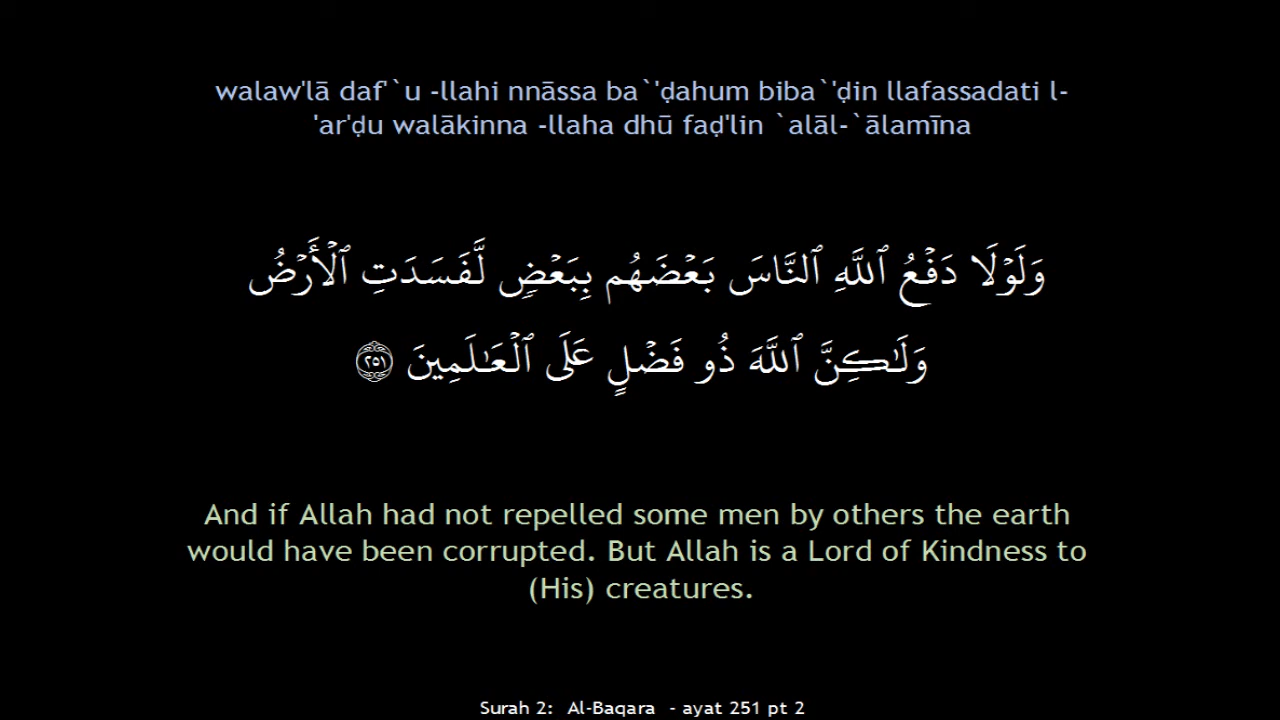 walaw'lā daf'`u -llahi nnāssa ba`'ḍahum biba`'ḍin llafassadati l-
'ar'ḍu walākinna -llaha dhū faḍ'lin `alāl-`ālamīna
وَلَوْلَا دَفْعُ ٱللَّهِ ٱلنَّاسَ بَعْضَهُم بِبَعْضٍ لَّفَسَدَتِ ٱلْأَرْضُ
وَلَـٰكِنَّ ٱللَّهَ ذُو فَضْلٍ عَلَى ٱلْعَـٰلَمِينَ ٢٥١
And if Allah had not repelled some men by others the earth
would have been corrupted. But Allah is a Lord of Kindness to
(His) creatures.
Surah 2: Al-Baqara - ayat 251 pt 2